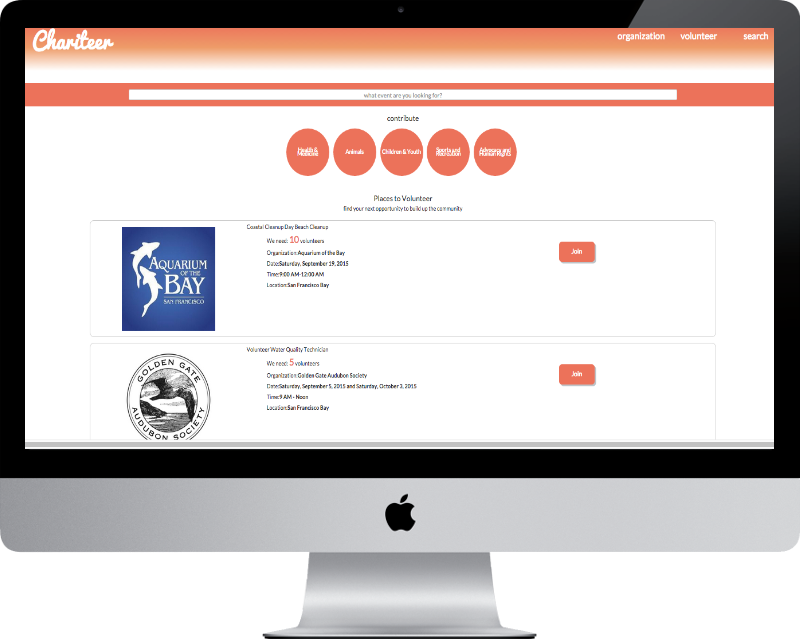 Chariteer
organization volunteer search
what event are you looking for?
contribute
Health & Medicine
Animals
Children & Youth
Sports and Recreation
Advocacy and Human Rights
Places to Volunteer
find your next opportunity to build up the community
AQUARIUM
OF THE
BAY
SAN FRANCISCO
Coastal Cleanup Day Beach Cleanup
We need: 10 volunteers
Organization:Aquarium of the Bay
Date:Saturday, September 19, 2015
Time:9:00 AM-12:00 AM
Location:San Francisco Bay
Join
GOLDEN GATE
AUDUBON SOCIETY
Volunteer Water Quality Technician
We need: 5 volunteers
Organization:Golden Gate Audubon Society
Date:Saturday, September 5, 2015 and Saturday, October 3, 2015
Time:9 AM - Noon
Location:San Francisco Bay
Join